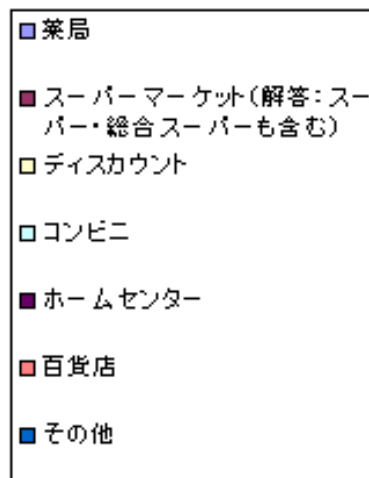 薬局
スーパーマーケット(解答:スー
パー・総合スーパーも含む)
ディスカウント
コンビニ
ホームセンター
百貨店
その他